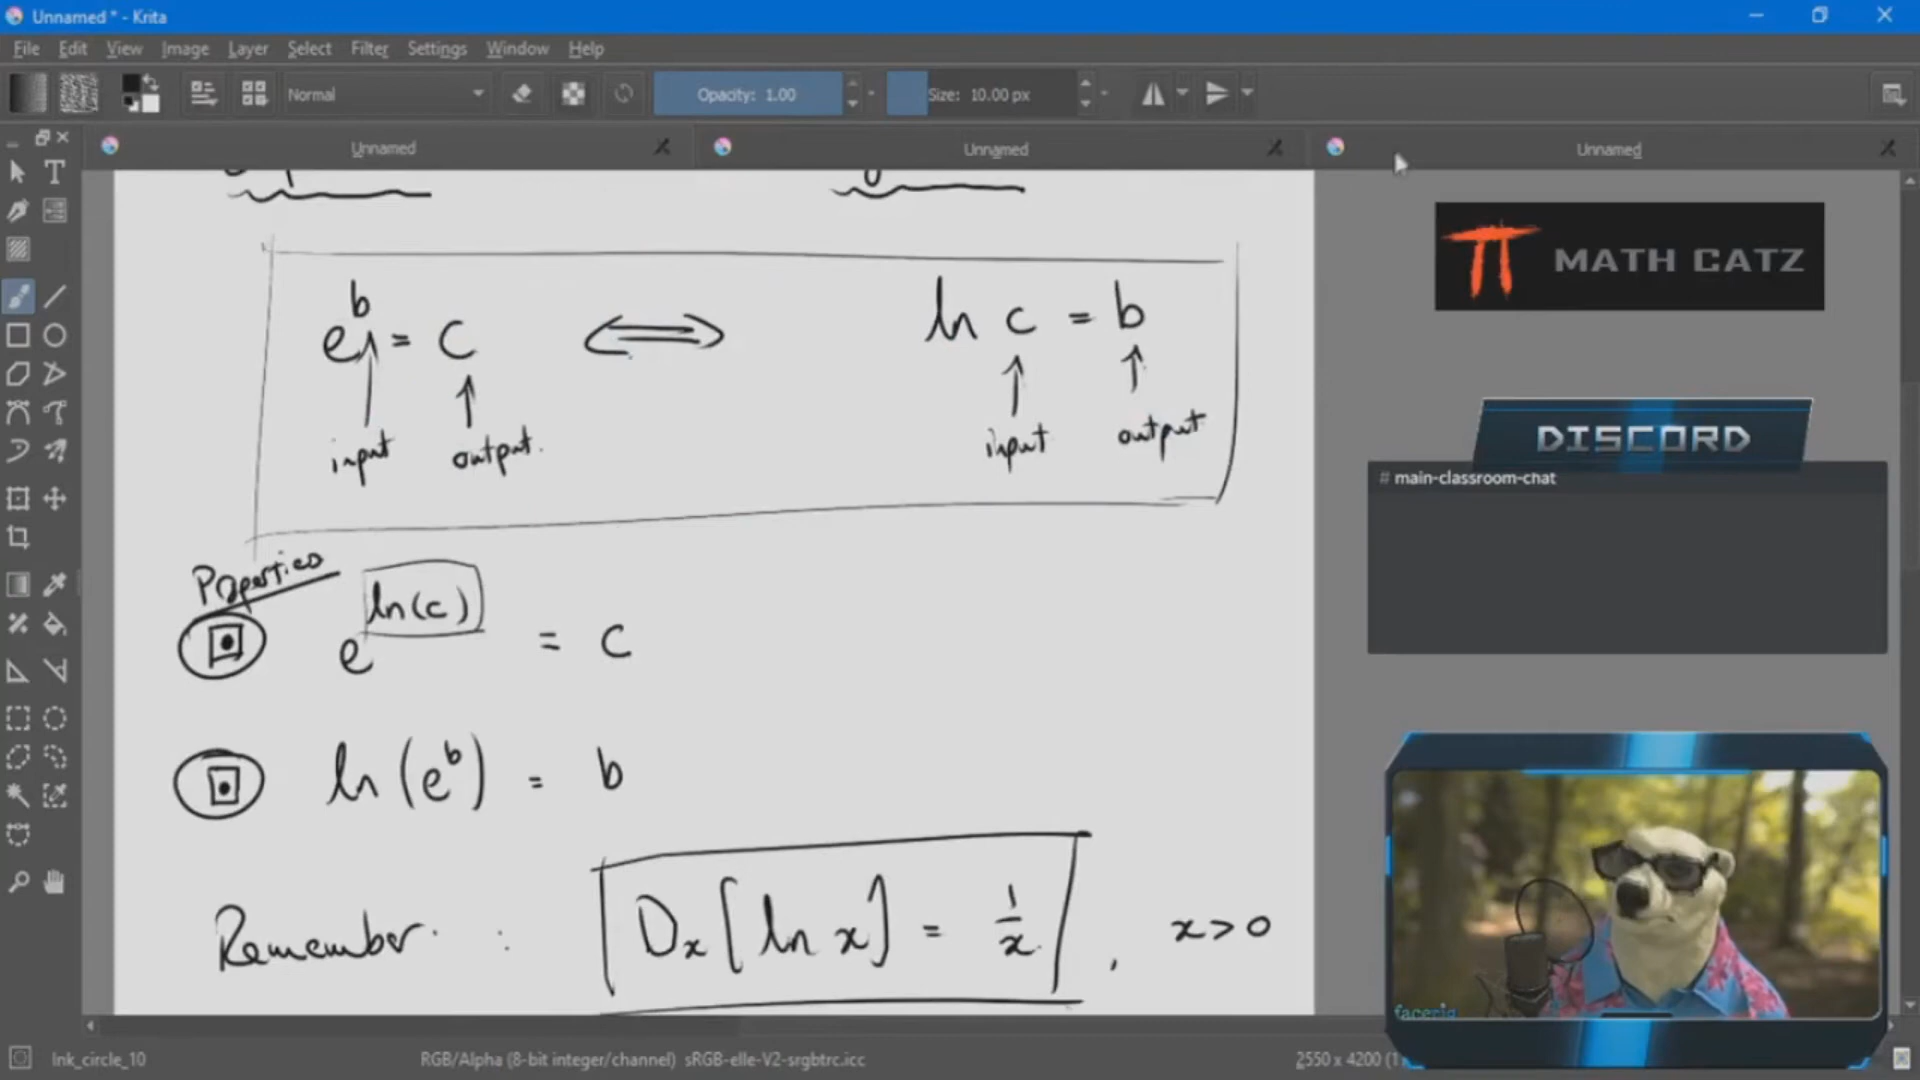 Unnamed * - Krita
File Edit View Image Layer Select Filter Settings Window Help
Normal Opacity: 1.00 Size: 10.00 px
Unnamed Unnamed Unnamed
e^b = c ⟺ ln c = b
input output. input output
Properties
e^ln(c) = c
ln (e^b) = b
Remember : D_x [ln x] = 1/x , x > 0
π MATH CATZ
DISCORD
# main-classroom-chat
facerig
Ink_circle_10 RGB/Alpha (8-bit integer/channel) sRGB-elle-V2-srgbtrc.icc 2550 x 4200 (1